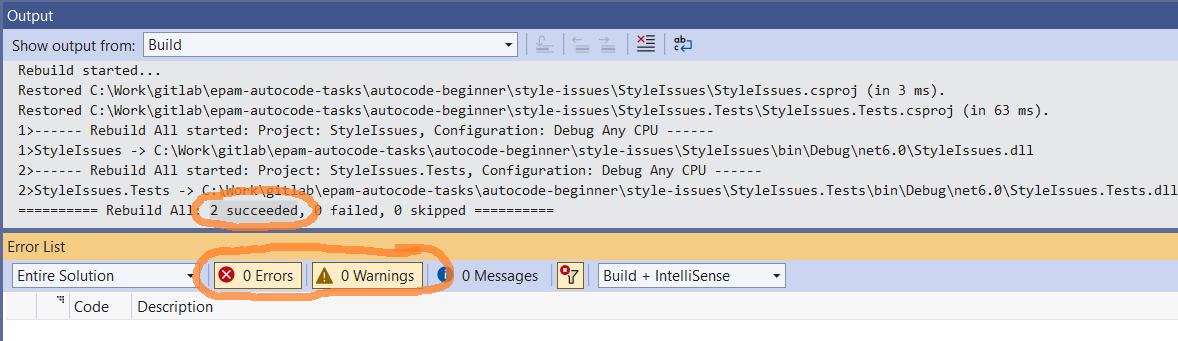 Output
Show output from: Build
Rebuild started...
Restored C:\Work\gitlab\epam-autocode-tasks\autocode-beginner\style-issues\StyleIssues\StyleIssues.csproj (in 3 ms).
Restored C:\Work\gitlab\epam-autocode-tasks\autocode-beginner\style-issues\StyleIssues.Tests\StyleIssues.Tests.csproj (in 63 ms).
1>------ Rebuild All started: Project: StyleIssues, Configuration: Debug Any CPU ------
1>StyleIssues -> C:\Work\gitlab\epam-autocode-tasks\autocode-beginner\style-issues\StyleIssues\bin\Debug\net6.0\StyleIssues.dll
2>------ Rebuild All started: Project: StyleIssues.Tests, Configuration: Debug Any CPU ------
2>StyleIssues.Tests -> C:\Work\gitlab\epam-autocode-tasks\autocode-beginner\style-issues\StyleIssues.Tests\bin\Debug\net6.0\StyleIssues.Tests.dll
========== Rebuild All: 2 succeeded, 0 failed, 0 skipped ==========
Error List
Entire Solution 0 Errors 0 Warnings 0 Messages Build + IntelliSense
Code Description